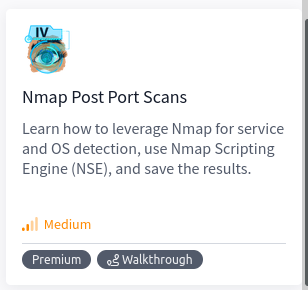 IV
Nmap Post Port Scans
Learn how to leverage Nmap for service
and OS detection, use Nmap Scripting
Engine (NSE), and save the results.
Medium
Premium
Walkthrough